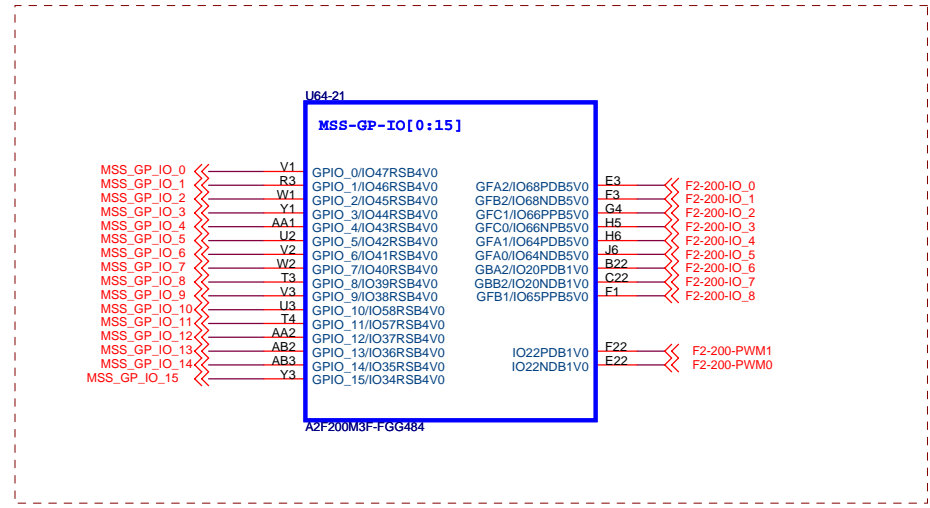 U64-21
MSS-GP-IO[0:15]
MSS_GP_IO_0 V1 GPIO_0/IO47RSB4V0
MSS_GP_IO_1 R3 GPIO_1/IO46RSB4V0 GFA2/IO68PDB5V0 E3 F2-200-IO_0
MSS_GP_IO_2 W1 GPIO_2/IO45RSB4V0 GFB2/IO68NDB5V0 F3 F2-200-IO_1
MSS_GP_IO_3 Y1 GPIO_3/IO44RSB4V0 GFC1/IO66PPB5V0 G4 F2-200-IO_2
MSS_GP_IO_4 AA1 GPIO_4/IO43RSB4V0 GFC0/IO66NPB5V0 H5 F2-200-IO_3
MSS_GP_IO_5 U2 GPIO_5/IO42RSB4V0 GFA1/IO64PDB5V0 H6 F2-200-IO_4
MSS_GP_IO_6 V2 GPIO_6/IO41RSB4V0 GFA0/IO64NDB5V0 J6 F2-200-IO_5
MSS_GP_IO_7 W2 GPIO_7/IO40RSB4V0 GBA2/IO20PDB1V0 B22 F2-200-IO_6
MSS_GP_IO_8 T3 GPIO_8/IO39RSB4V0 GBB2/IO20NDB1V0 C22 F2-200-IO_7
MSS_GP_IO_9 V3 GPIO_9/IO38RSB4V0 GFB1/IO65PPB5V0 F1 F2-200-IO_8
MSS_GP_IO_10 U3 GPIO_10/IO58RSB4V0
MSS_GP_IO_11 T4 GPIO_11/IO57RSB4V0
MSS_GP_IO_12 AA2 GPIO_12/IO37RSB4V0
MSS_GP_IO_13 AB2 GPIO_13/IO36RSB4V0 IO22PDB1V0 F22 F2-200-PWM1
MSS_GP_IO_14 AB3 GPIO_14/IO35RSB4V0 IO22NDB1V0 E22 F2-200-PWM0
MSS_GP_IO_15 Y3 GPIO_15/IO34RSB4V0
A2F200M3F-FGG484